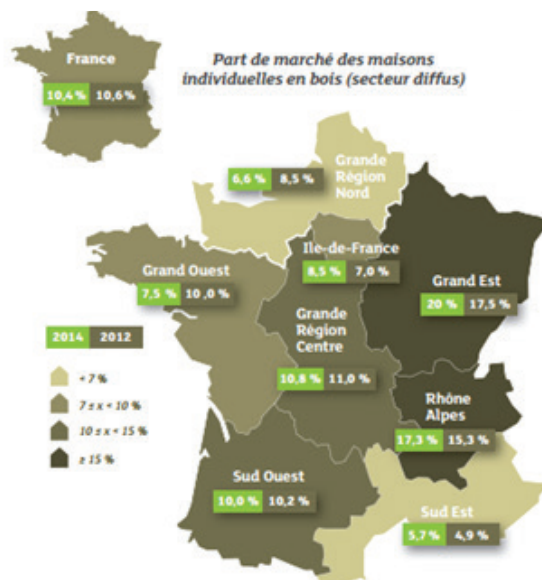 Part de marché des maisons
individuelles en bois (secteur diffus)
France
10,4 % 10,6 %
Grande
Région
Nord
6,6 % 8,5 %
Ile-de-France
8,5 % 7,0 %
Grand Ouest
7,5 % 10 ,0 %
Grand Est
20 % 17,5 %
Grande
Région
Centre
10,8 % 11,0 %
2014 2012
< 7 %
7 ≤ x < 10 %
10 ≤ x < 15 %
≥ 15 %
Rhône
Alpes
17,3 % 15,3 %
Sud Ouest
10,0 % 10,2 %
Sud Est
5,7 % 4,9 %